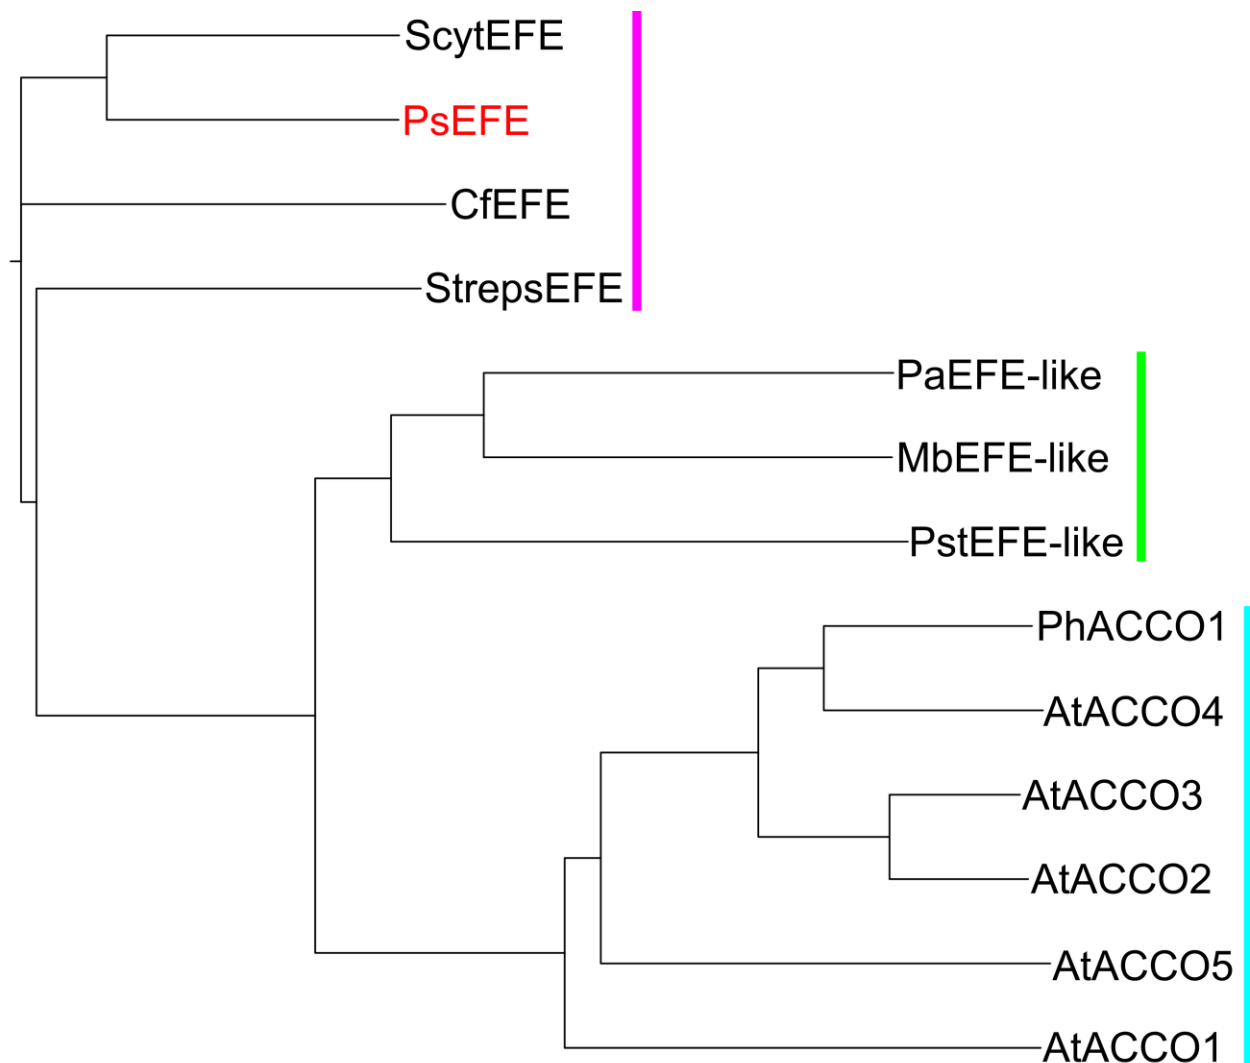 ScytEFE
PsEFE
CfEFE
StrepsEFE
PaEFE-like
MbEFE-like
PstEFE-like
PhACCO1
AtACCO4
AtACCO3
AtACCO2
AtACCO5
AtACCO1